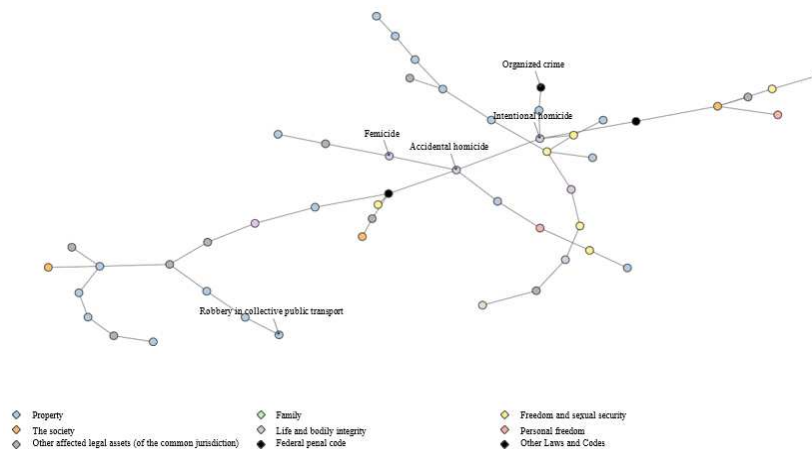 Organized crime
Intentional homicide
Femicide
Accidental homicide
Robbery in collective public transport
Property
Family
Freedom and sexual security
The society
Life and bodily integrity
Personal freedom
Other affected legal assets (of the common jurisdiction)
Federal penal code
Other Laws and Codes